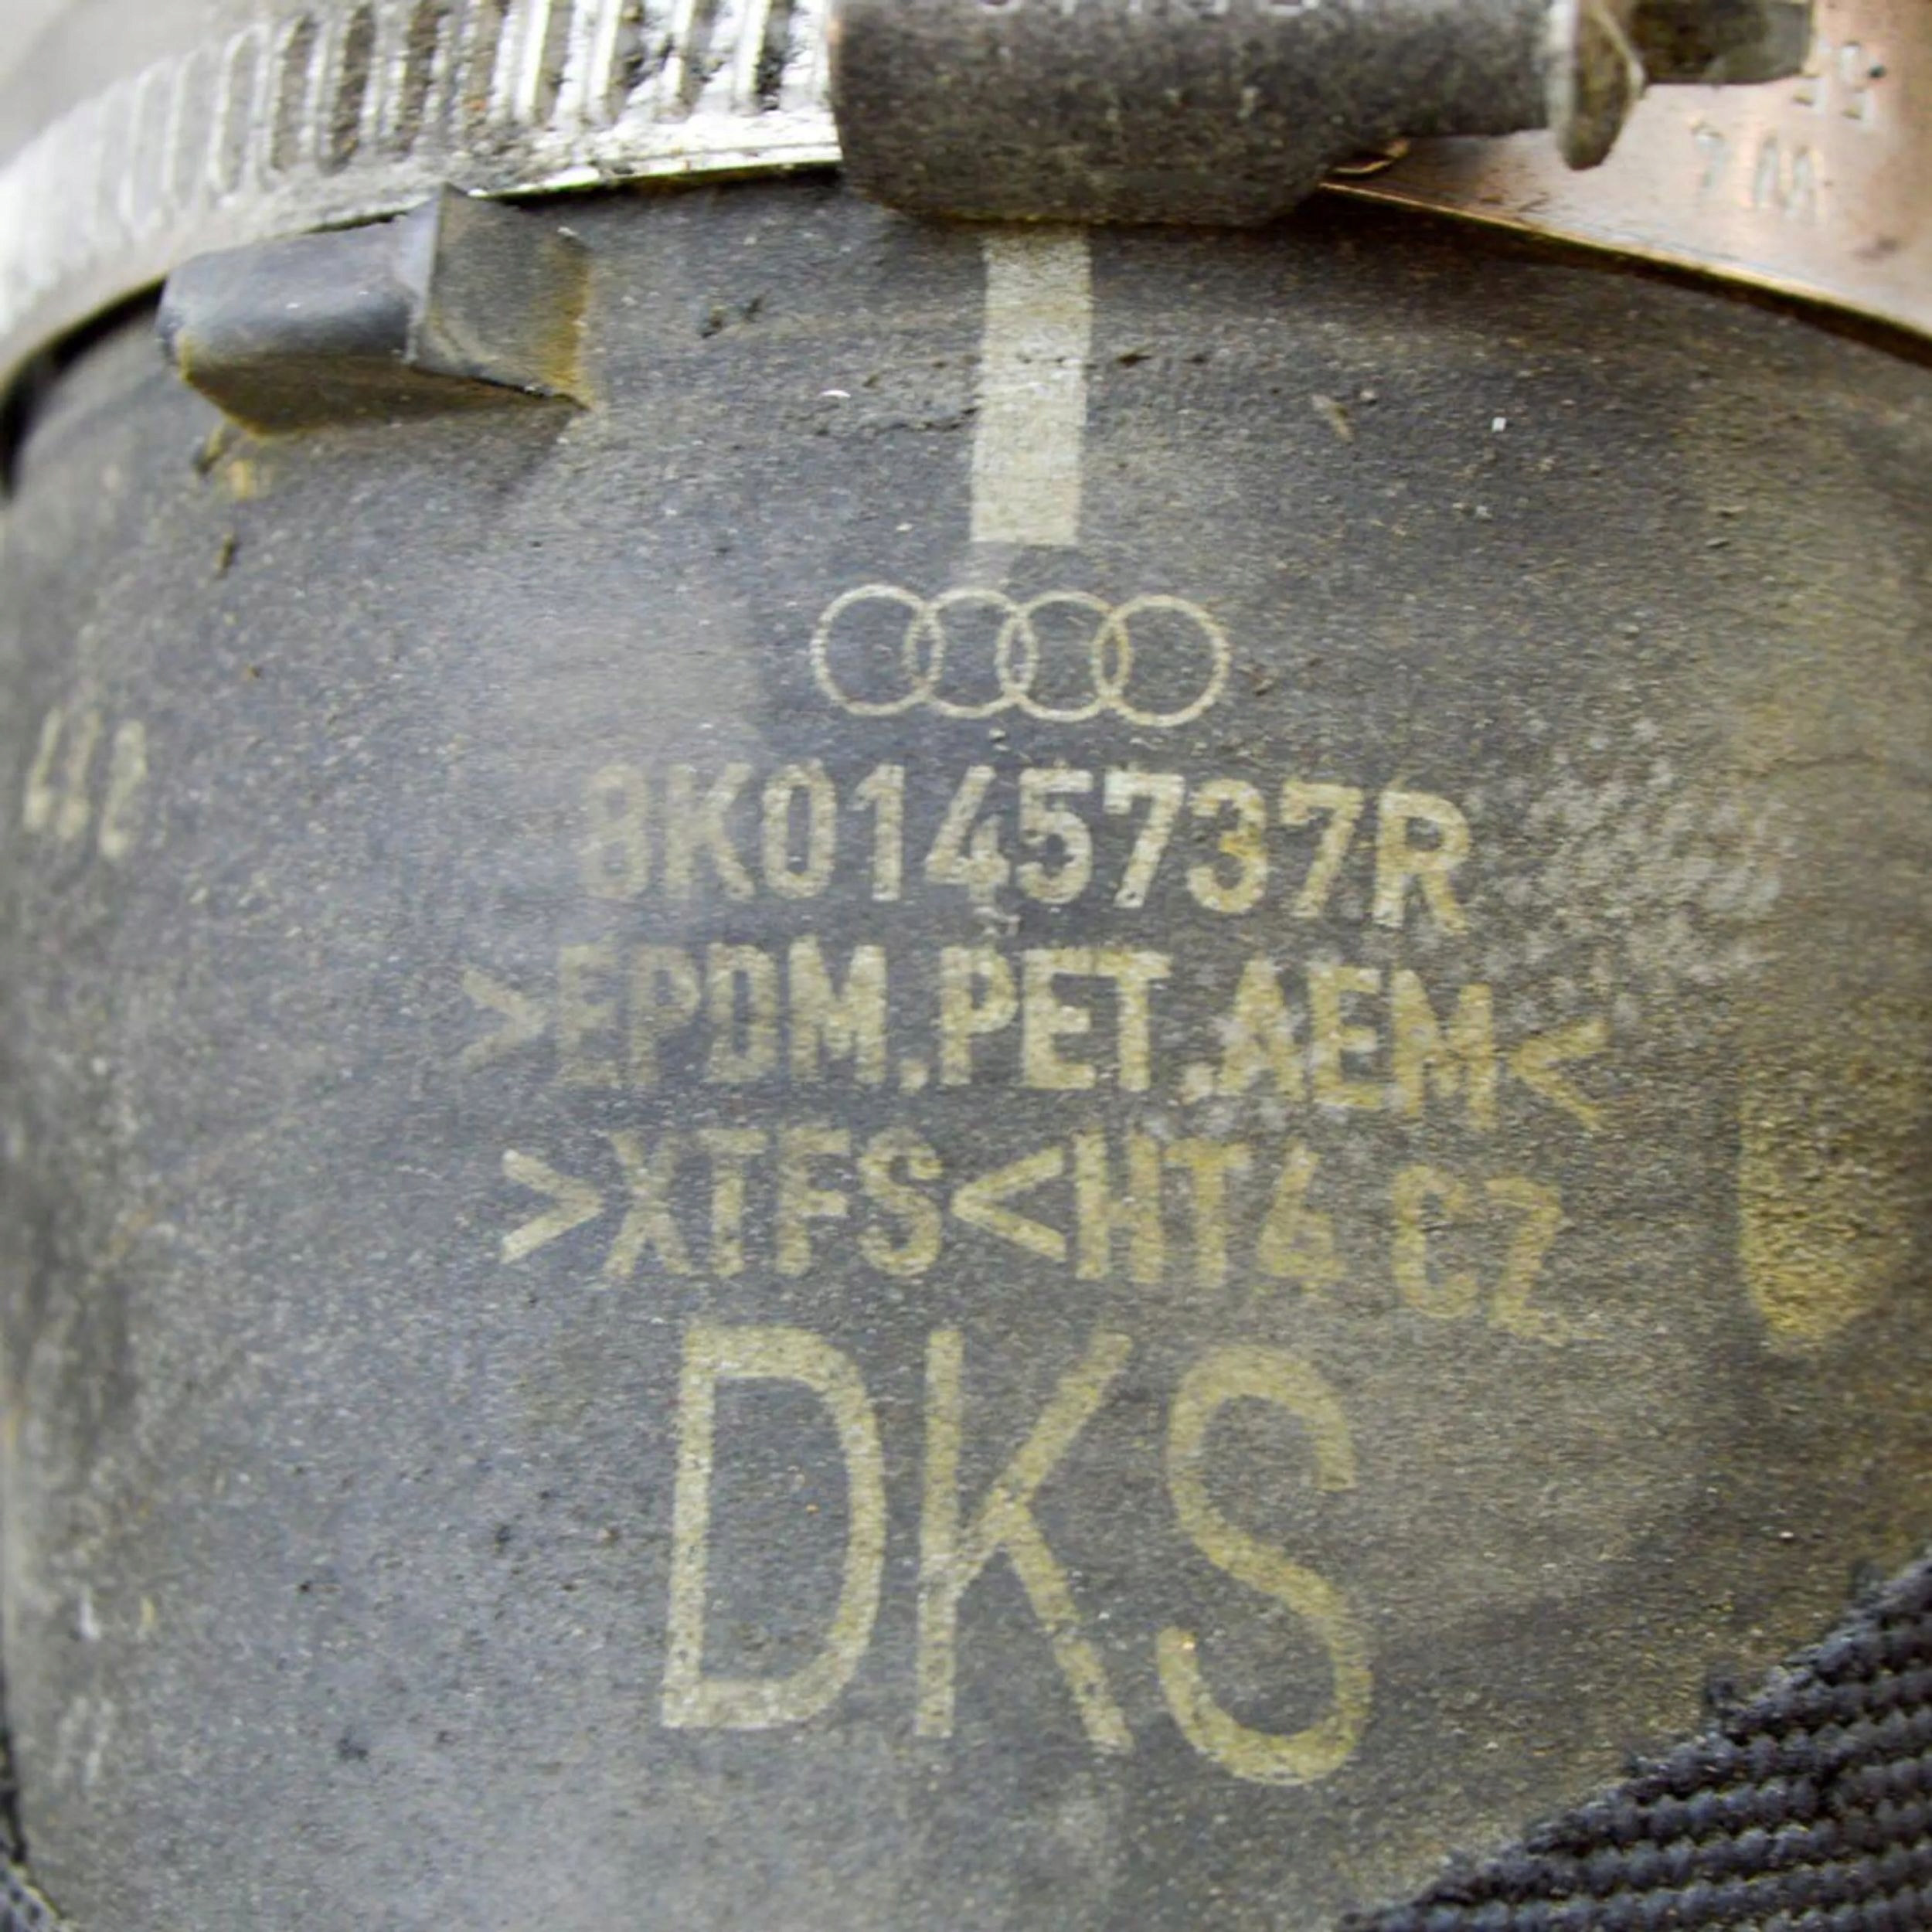 8K0145737R
>EPDM,PET,AEM<
>XTFS<HT4 CZ
DKS